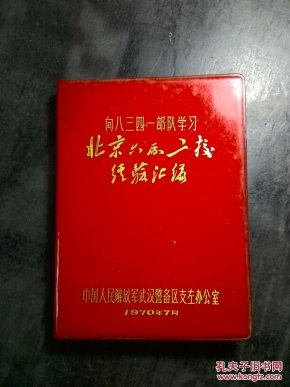 向八三四一部队学习
北京六厂二校
经验汇编
中国人民解放军武汉警备区支左办公室
1970年7月
孔夫子旧书网